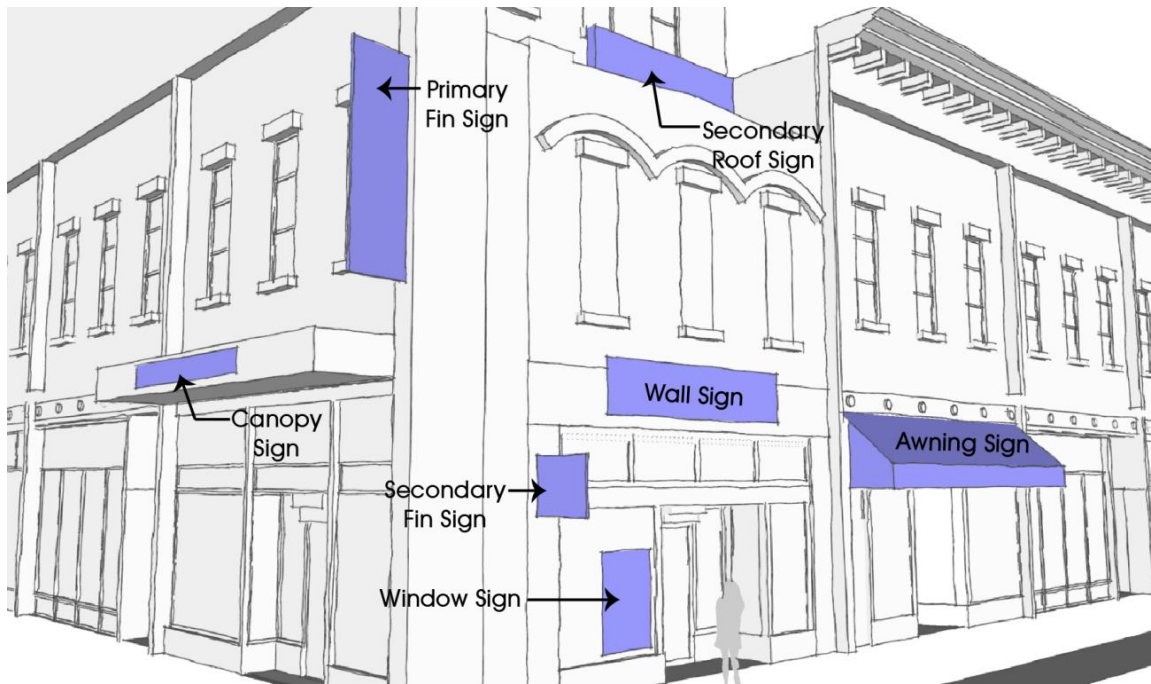 Primary
Fin Sign
Secondary
Roof Sign
Wall Sign
Canopy
Sign
Awning Sign
Secondary
Fin Sign
Window Sign